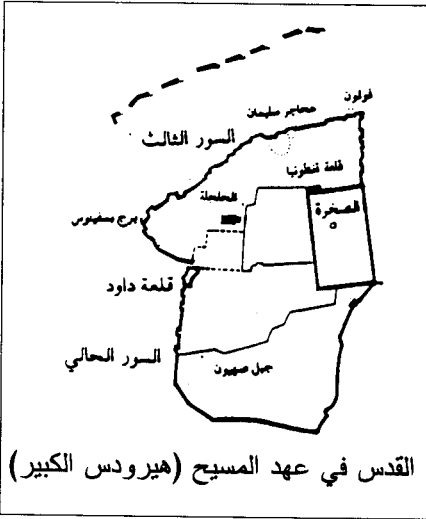 قولون
محاجر سليمان
السور الثالث
قلعة قنطونيا
الجلجلة
الصخرة
برج بسفينوس
قلعة داود
السور الحالي
جبل صهيون
القدس في عهد المسيح (هيرودس الكبير)